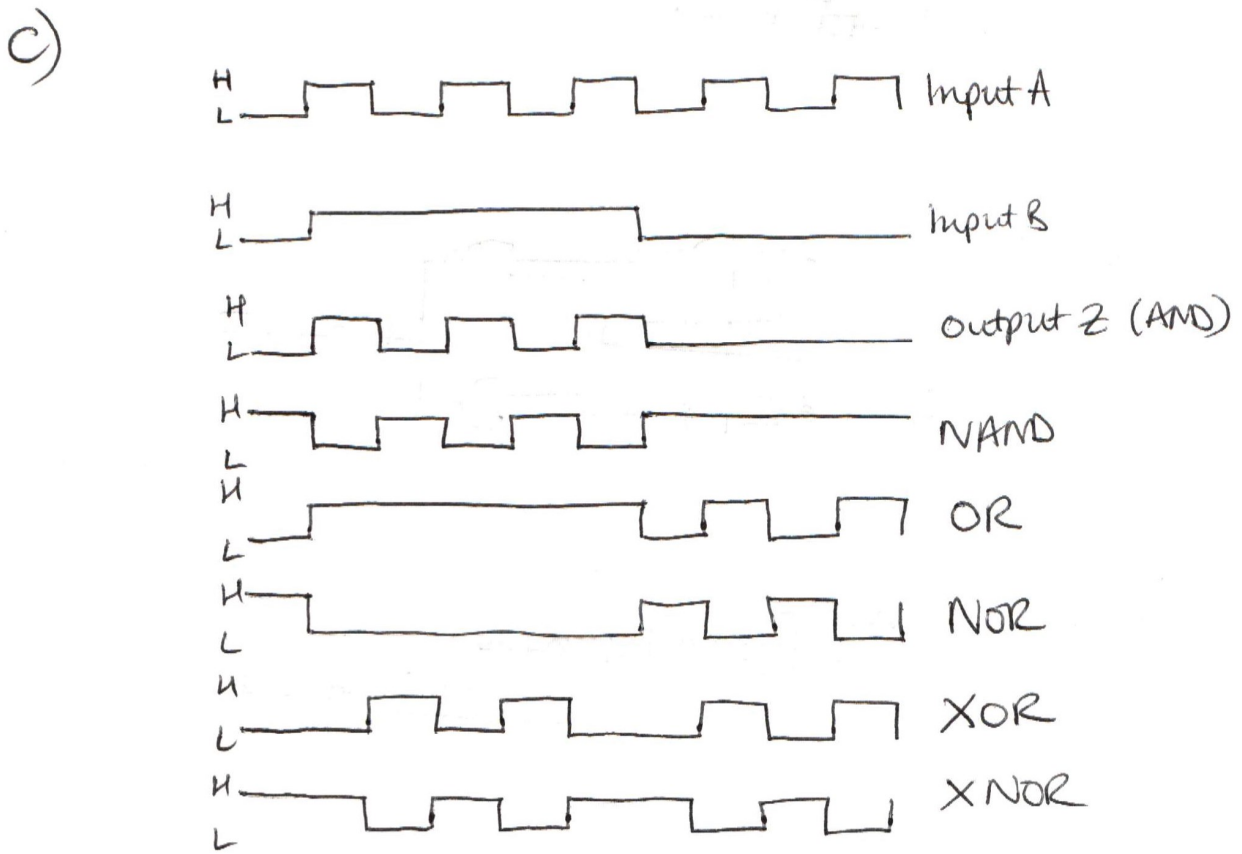 C)
H
L
Input A
H
L
Input B
H
L
Output Z (AND)
H
L
NAND
H
L
OR
H
L
NOR
H
L
XOR
H
L
XNOR